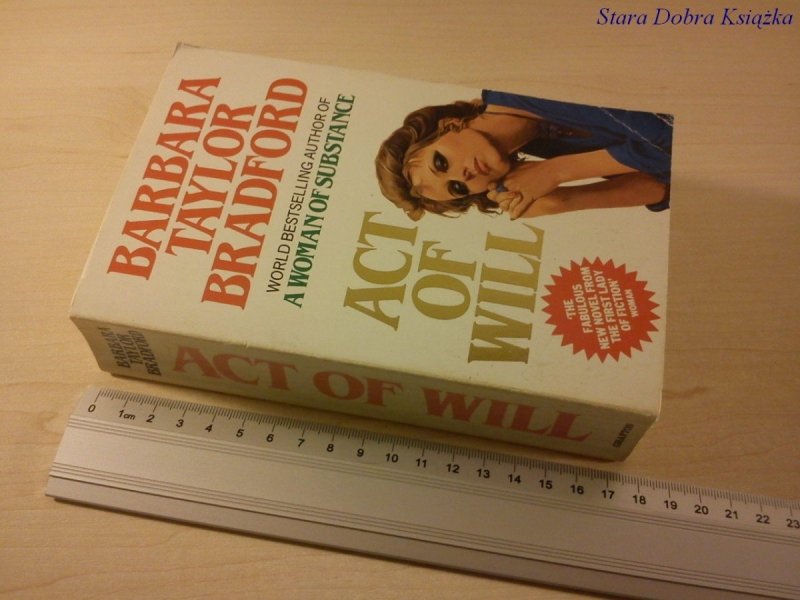 Stara Dobra Książka
BARBARA
TAYLOR
BRADFORD
WORLD BESTSELLING AUTHOR OF
A WOMAN OF SUBSTANCE
ACT
OF
WILL
'THE
FABULOUS
NEW NOVEL FROM
THE FIRST LADY
OF FICTION'
WOMAN
BARBARA
TAYLOR
BRADFORD
ACT OF WILL
GRAFTON
0 1cm 2 3 4 5 6 7 8 9 10 11 12 13 14 15 16 17 18 19 20 21 22 23